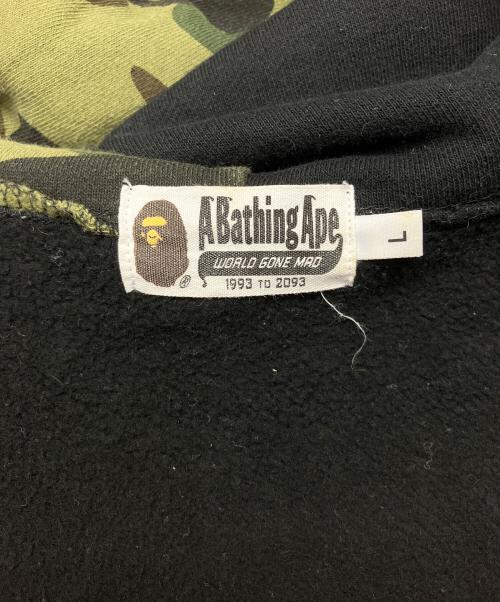 A Bathing Ape
WORLD GONE MAD
1993 TO 2093
L